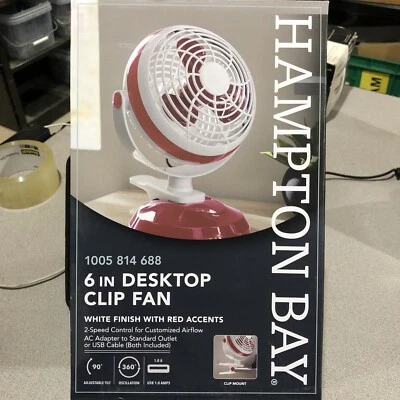 HAMPTON BAY®
1005 814 688
6 IN DESKTOP
CLIP FAN
WHITE FINISH WITH RED ACCENTS
2-Speed Control for Customized Airflow
AC Adapter to Standard Outlet
or USB Cable (Both Included)
90°
360°
1.0 A
ADJUSTABLE TILT
OSCILLATION
USB 1.0 AMPS
CLIP MOUNT